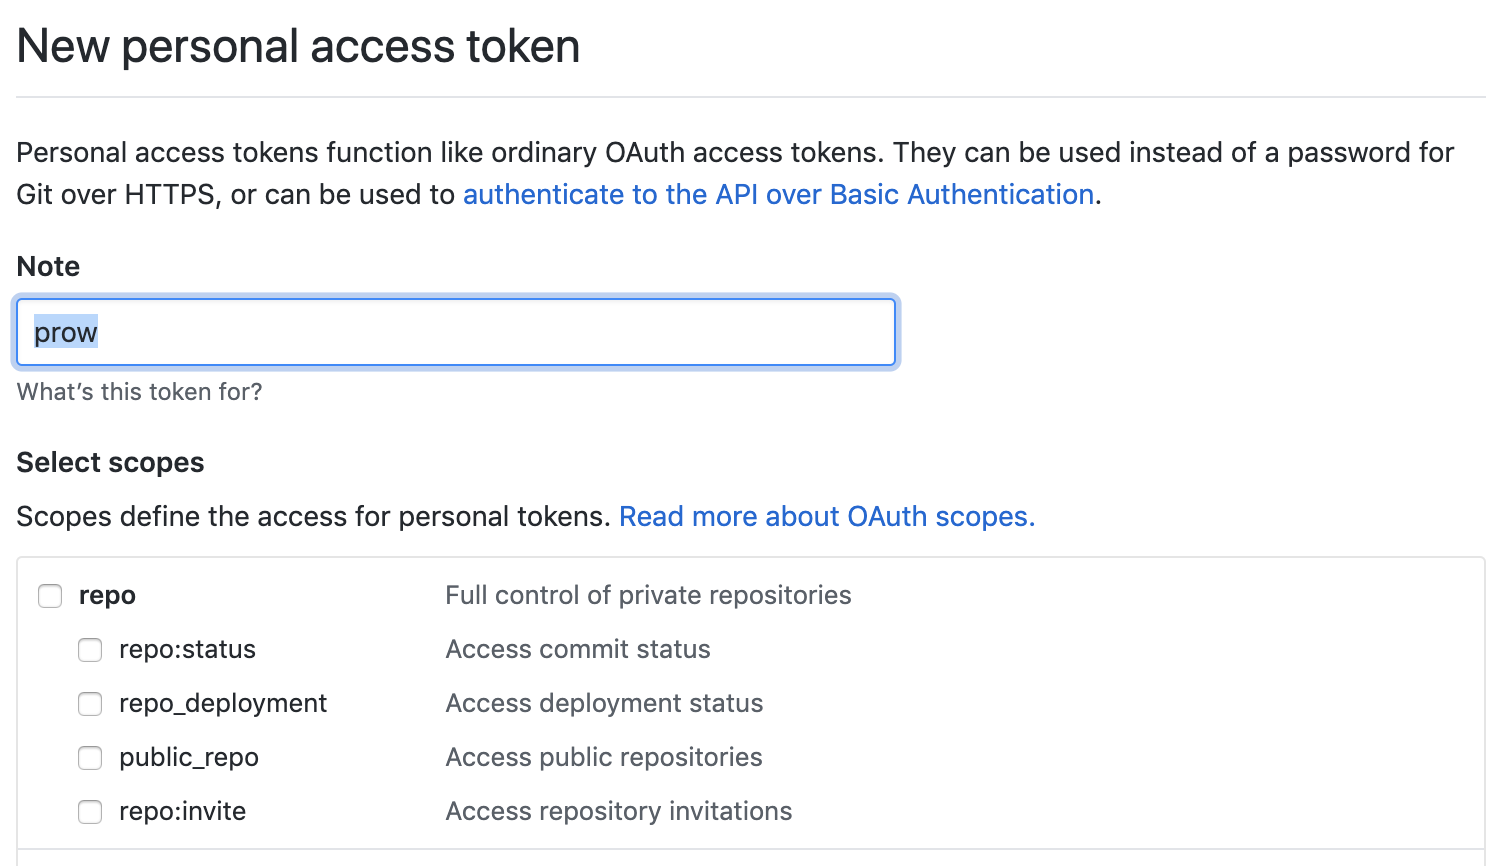 New personal access token
Personal access tokens function like ordinary OAuth access tokens. They can be used instead of a password for
Git over HTTPS, or can be used to authenticate to the API over Basic Authentication.
Note
prow
What's this token for?
Select scopes
Scopes define the access for personal tokens. Read more about OAuth scopes.
repo Full control of private repositories
repo:status Access commit status
repo_deployment Access deployment status
public_repo Access public repositories
repo:invite Access repository invitations